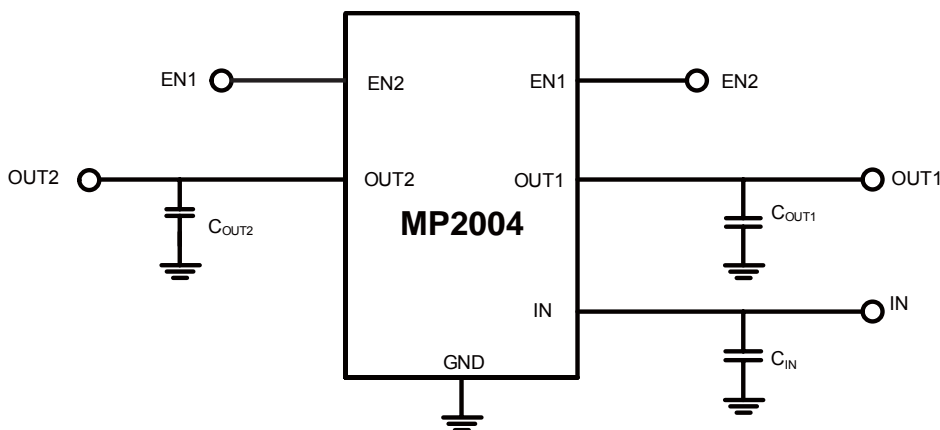 EN1 EN2 EN1 EN2
OUT2 OUT2 OUT1 OUT1
COUT2 MP2004 COUT1
IN IN
GND CIN